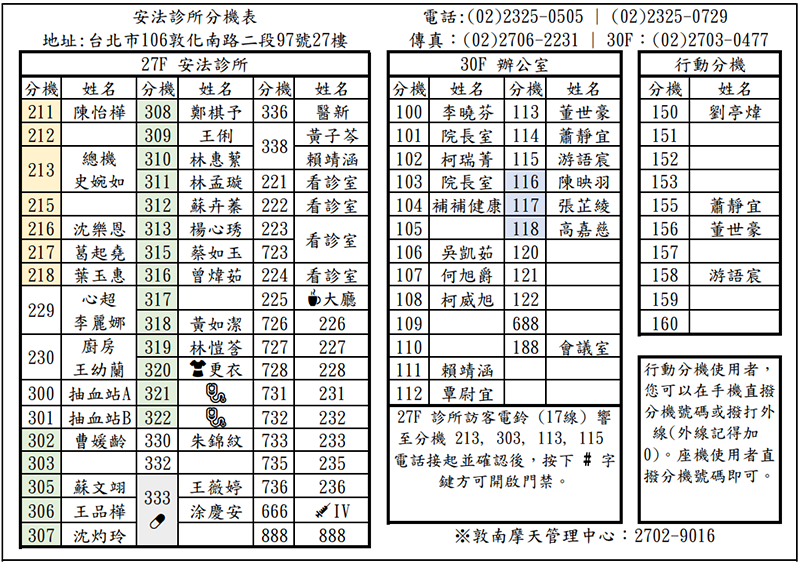 安法診所分機表 電話:(02)2325-0505 | (02)2325-0729
地址:台北市106敦化南路二段97號27樓 傳真：(02)2706-2231 | 30F：(02)2703-0477
27F 安法診所
分機 姓名 分機 姓名 分機 姓名
211 陳怡樺 308 鄭棋予 336 醫新
212 309 王俐 338 黃子芩
213 總機 310 林惠蘩 賴靖涵
史婉如 311 林孟璇 221 看診室
215 312 蘇卉蓁 222 看診室
216 沈樂恩 313 楊心琇 223 看診室
217 葛起堯 315 蔡如玉 723
218 葉玉惠 316 曾煒茹 224 看診室
229 心超 317 225 大廳
李麗娜 318 黃如潔 726 226
230 廚房 319 林愷荅 727 227
王幼蘭 320 更衣 728 228
300 抽血站A 321 731 231
301 抽血站B 322 732 232
302 曹媛齡 330 朱錦紋 733 233
303 332 735 235
305 蘇文翊 333 王薇婷 736 236
306 王品樺 涂慶安 666 IV
307 沈灼玲 888 888
30F 辦公室
分機 姓名 分機 姓名
100 李曉芬 113 董世豪
101 院長室 114 蕭靜宜
102 柯瑞菁 115 游語宸
103 院長室 116 陳映羽
104 補補健康 117 張芷綾
105 118 高嘉慈
106 吳凱茹 120
107 何旭爵 121
108 柯威旭 122
109 688
110 188 會議室
111 賴靖涵
112 覃尉宜
27F 診所訪客電鈴（17線）響
至分機 213, 303, 113, 115
電話接起並確認後，按下 # 字
鍵方可開啟門禁。
行動分機
分機 姓名
150 劉亭煒
151
152
153
155 蕭靜宜
156 董世豪
157
158 游語宸
159
160
行動分機使用者，
您可以在手機直撥
分機號碼或撥打外
線(外線記得加
0)。座機使用者直
撥分機號碼即可。
※敦南摩天管理中心：2702-9016